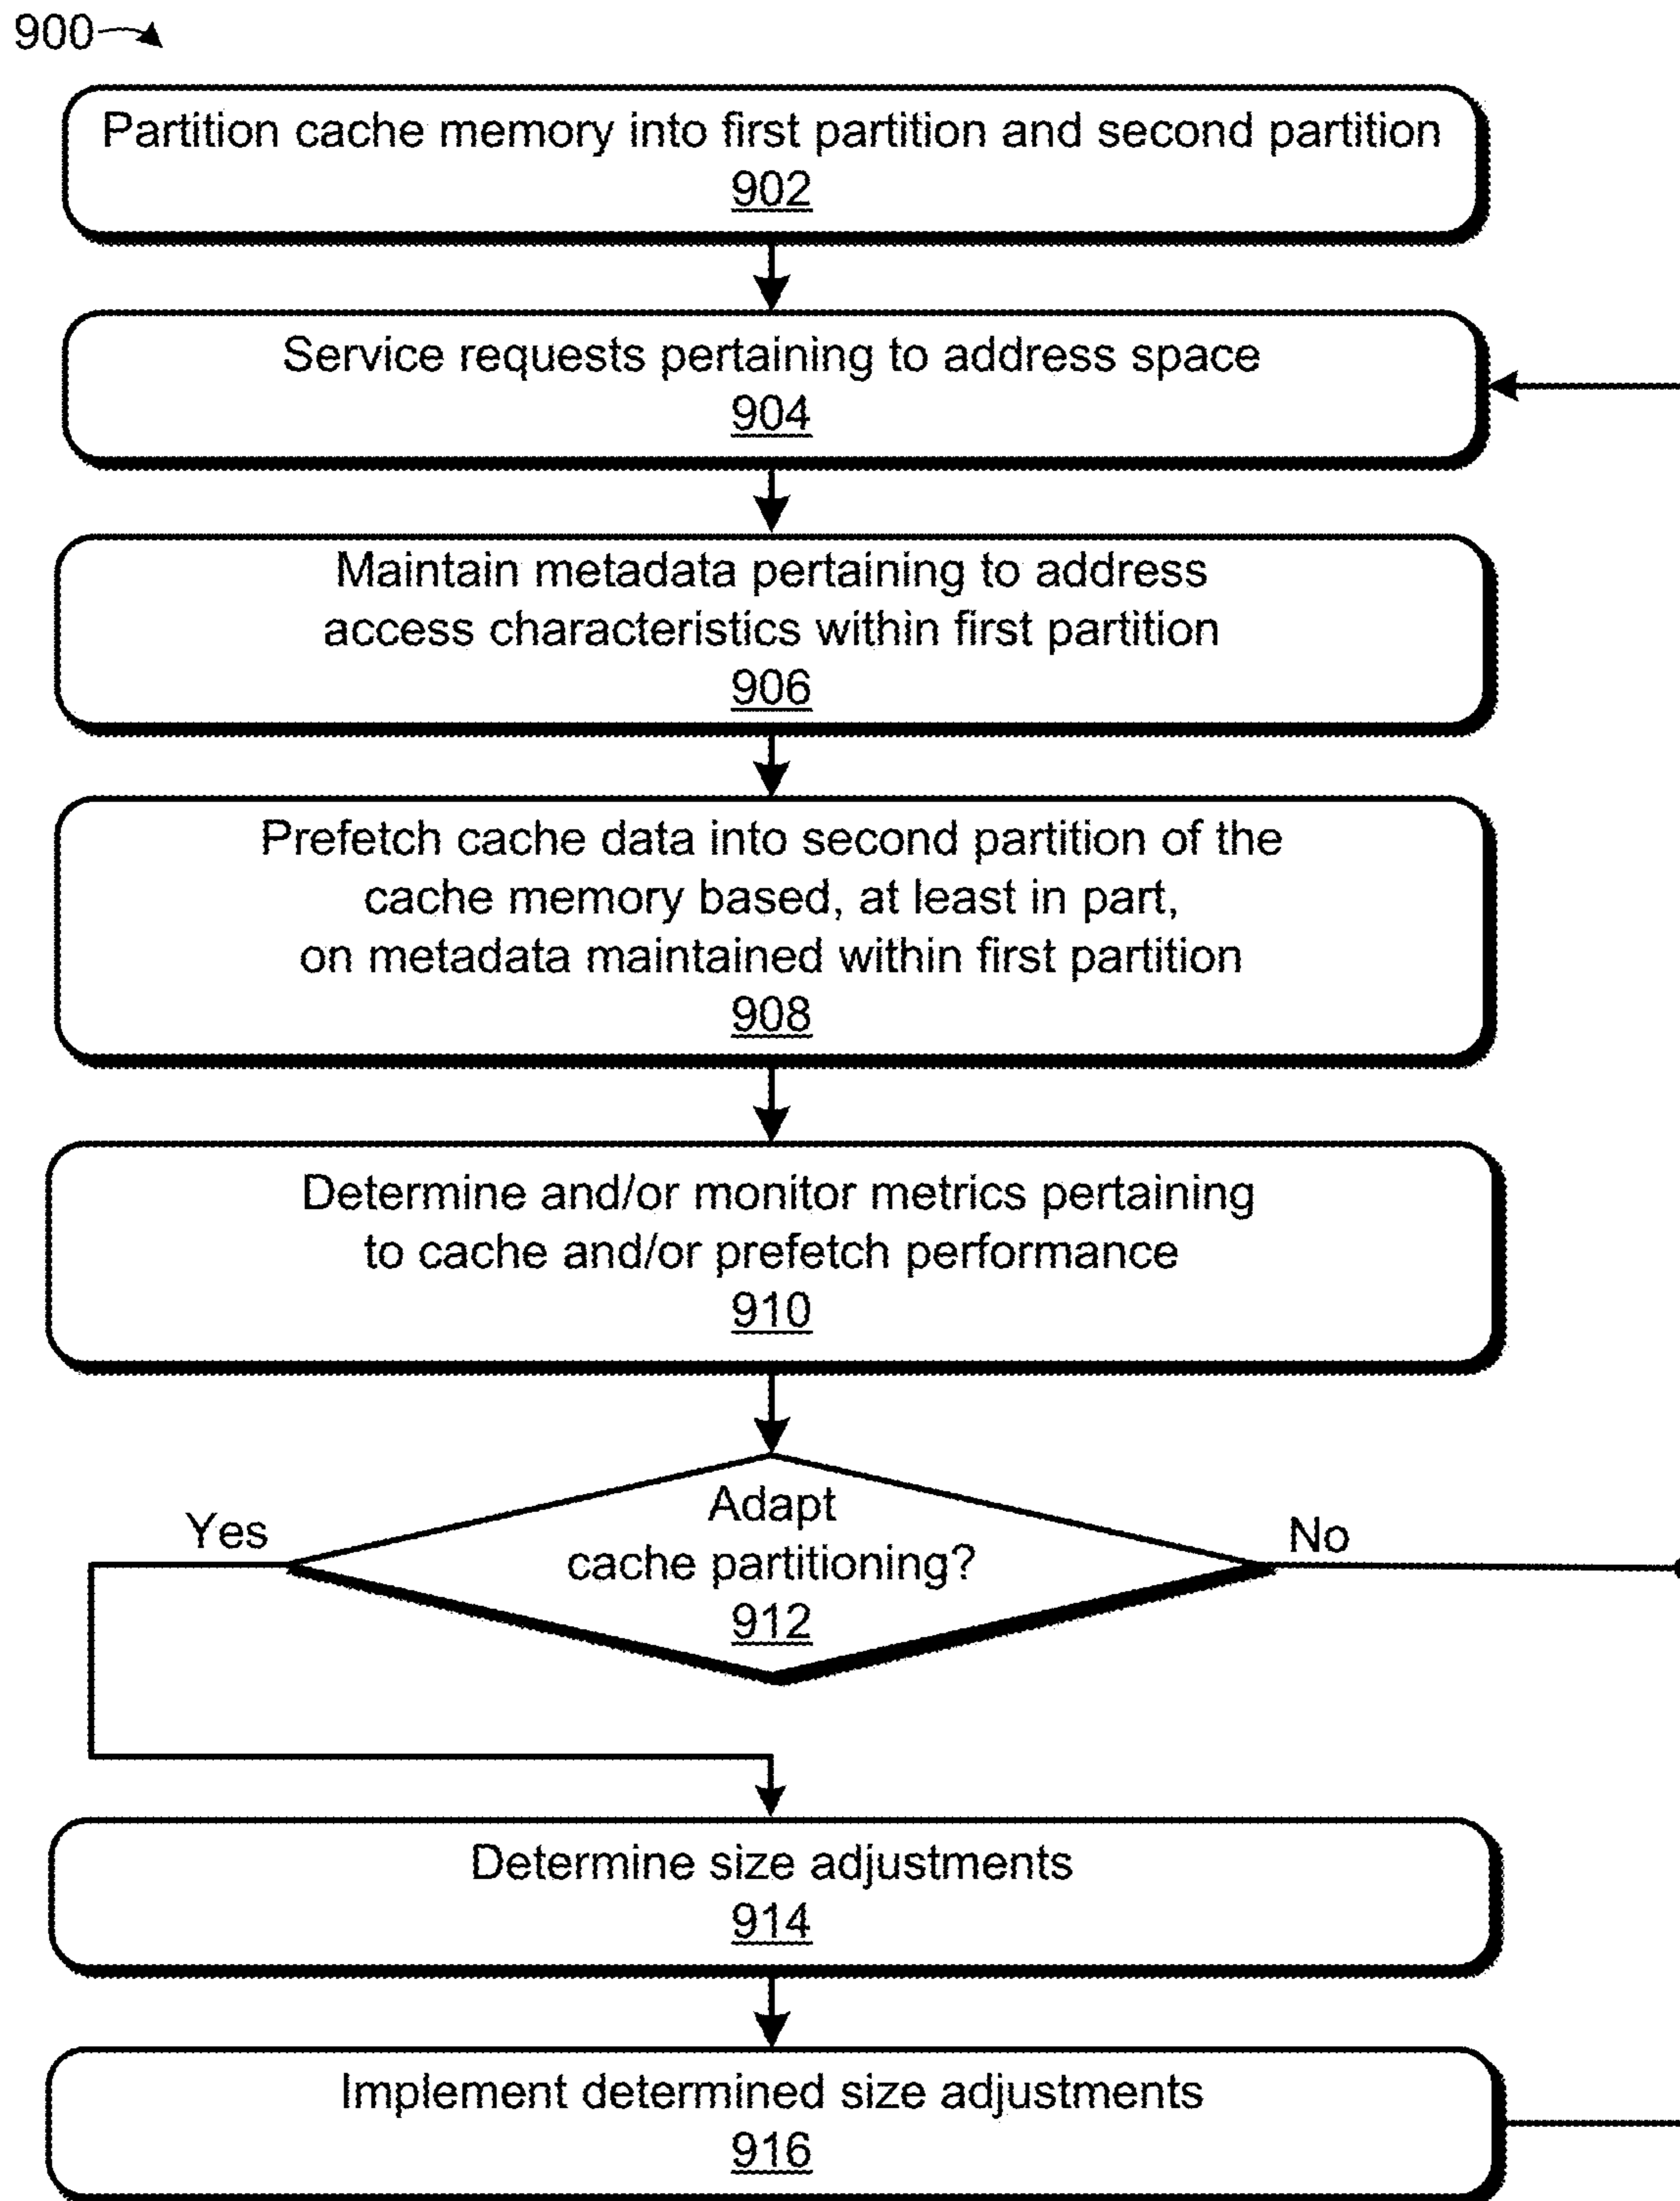 900
Partition cache memory into first partition and second partition
902
Service requests pertaining to address space
904
Maintain metadata pertaining to address
access characteristics within first partition
906
Prefetch cache data into second partition of the
cache memory based, at least in part,
on metadata maintained within first partition
908
Determine and/or monitor metrics pertaining
to cache and/or prefetch performance
910
Adapt
Yes
No
cache partitioning?
912
Determine size adjustments
914
Implement determined size adjustments
916